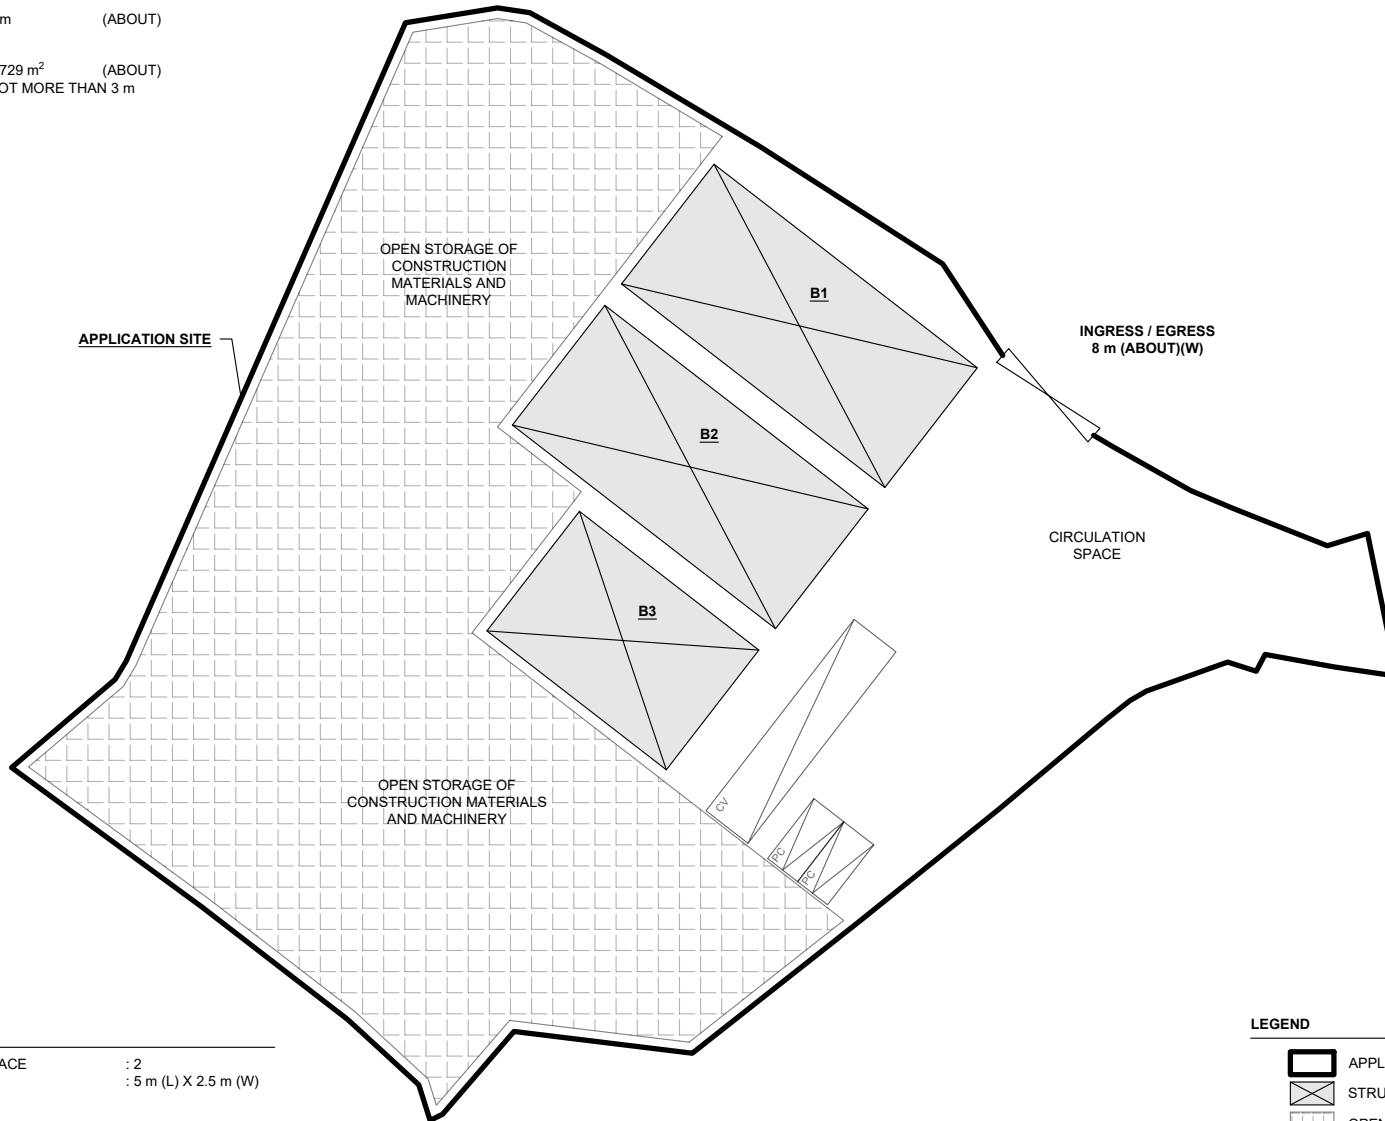 m (ABOUT)
729 m² (ABOUT)
OT MORE THAN 3 m
OPEN STORAGE OF
CONSTRUCTION
MATERIALS AND
MACHINERY
B1
APPLICATION SITE
INGRESS / EGRESS
8 m (ABOUT)(W)
B2
CIRCULATION
SPACE
B3
OPEN STORAGE OF
CONSTRUCTION MATERIALS
AND MACHINERY
CV
PC
PC
LEGEND
ACE : 2
: 5 m (L) X 2.5 m (W)
APPL
STRU
OPEN